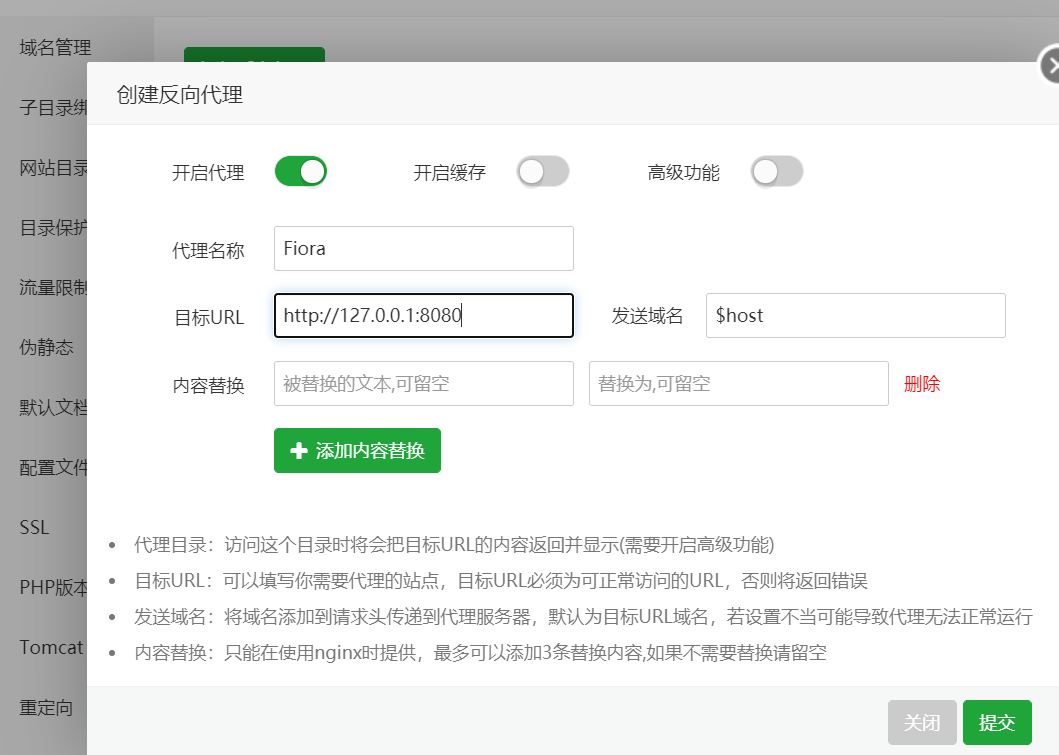 域名管理
子目录绑
网站目录
目录保护
流量限制
伪静态
默认文档
配置文件
SSL
PHP版本
Tomcat
重定向
创建反向代理
开启代理 开启缓存 高级功能
代理名称 Fiora
目标URL http://127.0.0.1:8080 发送域名 $host
内容替换 被替换的文本,可留空 替换为,可留空 删除
添加内容替换
代理目录：访问这个目录时将会把目标URL的内容返回并显示(需要开启高级功能)
目标URL：可以填写你需要代理的站点，目标URL必须为可正常访问的URL，否则将返回错误
发送域名：将域名添加到请求头传递到代理服务器，默认为目标URL域名，若设置不当可能导致代理无法正常运行
内容替换：只能在使用nginx时提供，最多可以添加3条替换内容,如果不需要替换请留空
关闭 提交